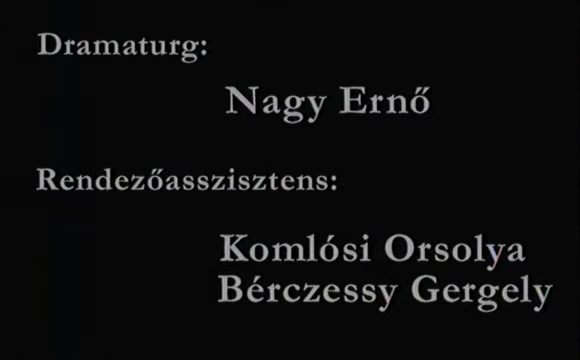 Dramaturg:
Nagy Ernő
Rendezőasszisztens:
Komlósi Orsolya
Bérczessy Gergely